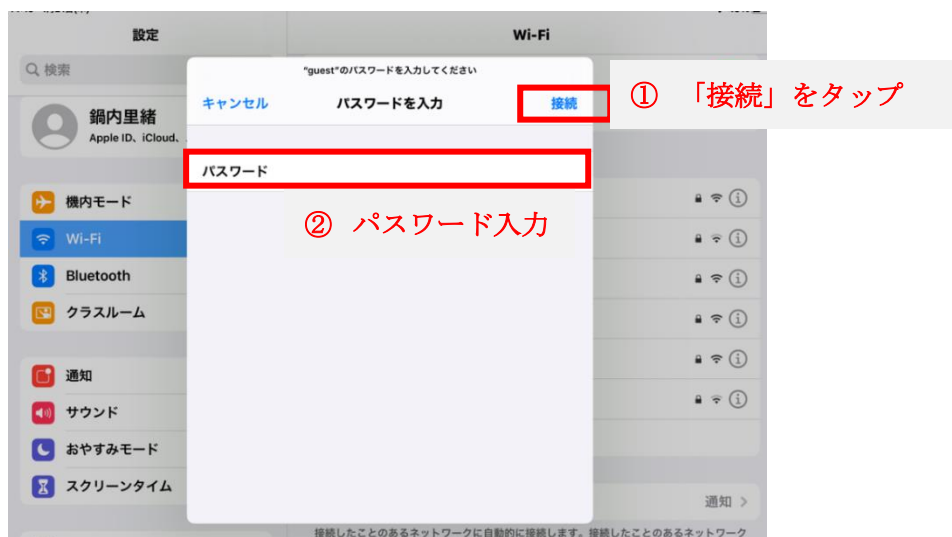 設定
Wi-Fi
検索
"guest"のパスワードを入力してください
キャンセル
パスワードを入力
接続
① 「接続」をタップ
鍋内里緒
Apple ID、iCloud、
パスワード
② パスワード入力
機内モード
Wi-Fi
Bluetooth
クラスルーム
通知
サウンド
おやすみモード
スクリーンタイム
通知
接続したことのあるネットワークに自動的に接続します。接続したことのあるネットワーク